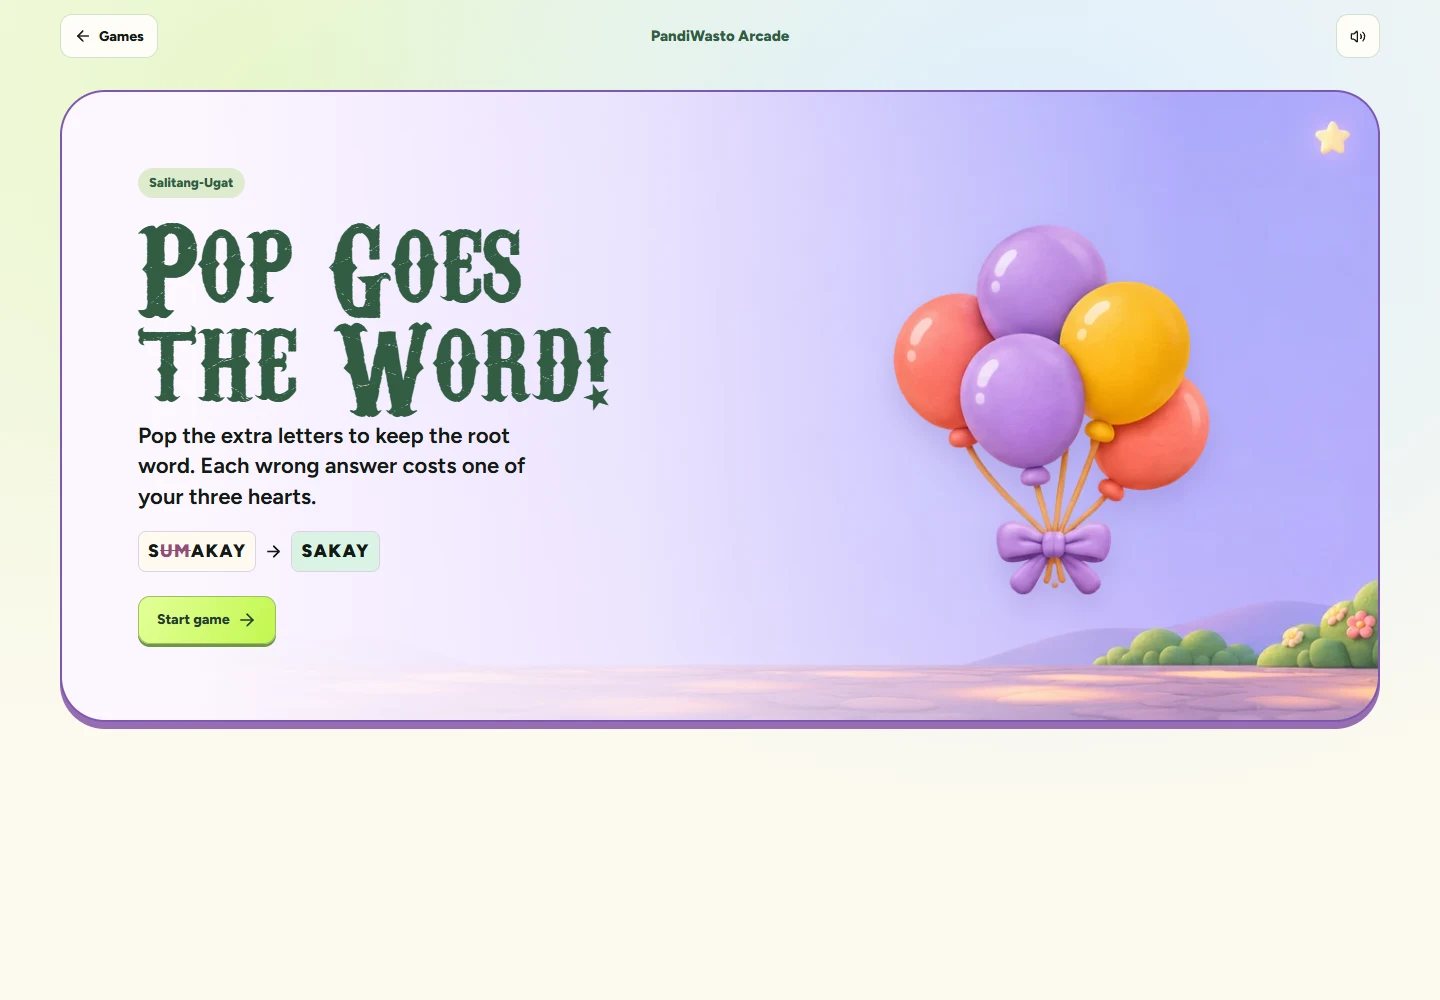 Games
PandiWasto Arcade
Salitang-Ugat
Pop Goes
the Word!
Pop the extra letters to keep the root
word. Each wrong answer costs one of
your three hearts.
SUMAKAY → SAKAY
Start game